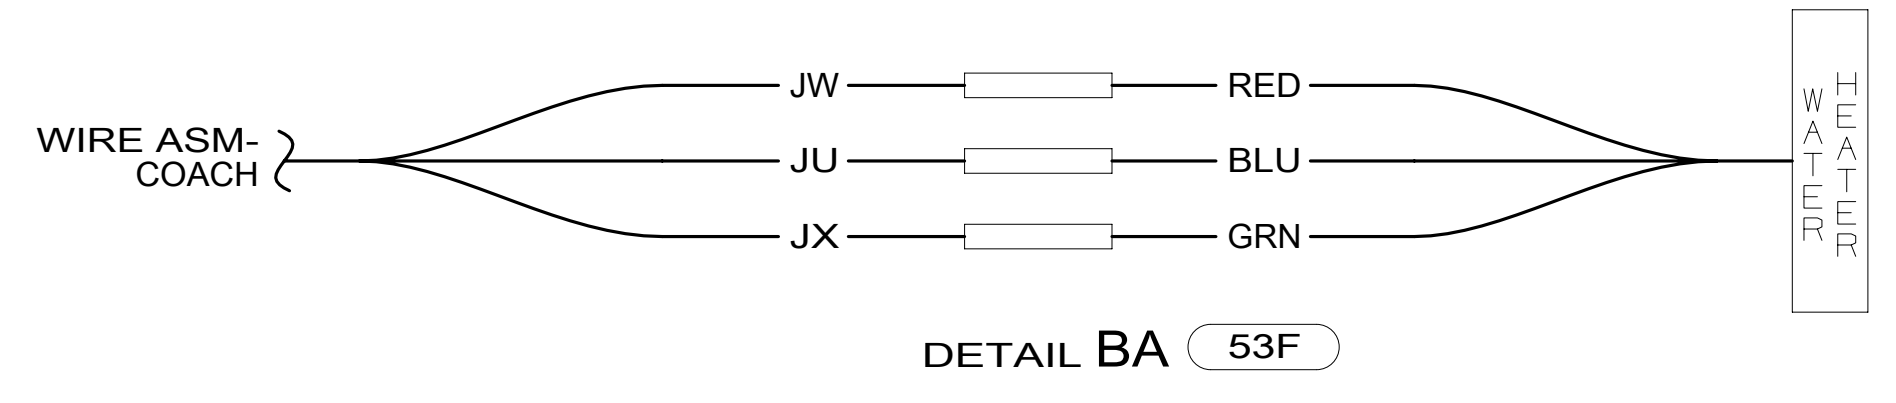 WIRE ASM-
COACH
JW RED
JU BLU
JX GRN
WATER
HEATER
DETAIL BA 53F